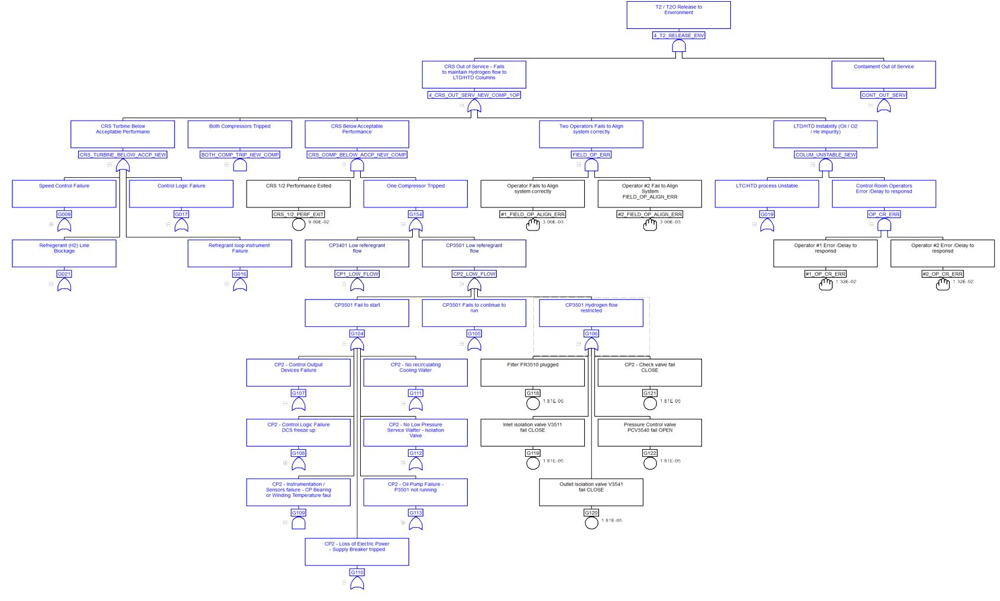 T2 / T2O Release to
Environment
4_T2_RELEASE_ENV
CRS Out of Service - Fails
to maintain Hydrogen flow to
LTD/HTD Columns
4_CRS_OUT_SERV_NEW_COMP_1OP
Contaiment Out of Service
CONT_OUT_SERV
CRS Turbine Below
Acceptable Performane
CRS_TURBINE_BELOW_ACCP_NEW
Both Compressors Tripped
BOTH_COMP_TRIP_NEW_COMP
CRS Below Acceptable
Performance
CRS_COMP_BELOW_ACCP_NEW_COMP
Two Operators Fails to Align
system correctly
FIELD_OP_ERR
LTD/HTD Instability (Oil / O2
/ He impurity)
COLUM_UNSTABLE_NEW
Speed Control Failure
G009
Control Logic Failure
G017
CRS 1/2 Performance Exited
CRS_1/2_PERF_EXIT
9.00E-02
One Compressor Tripped
G154
Operator Fails to Align
system correctly
#1_FIELD_OP_ALIGN_ERR
3.00E-03
Operator #2 Fail to Align
System
FIELD_OP_ALIGN_ERR
#2_FIELD_OP_ALIGN_ERR
3.00E-03
LTC/HTD process Unstable
G019
Control Room Operators
Error /Delay to responsd
OP_CR_ERR
Refregerant (H2) Line
Blockage
G021
Refregrant loop instrument
Failure
G016
CP3401 Low referegrant
flow
CP1_LOW_FLOW
CP3501 Low referegrant
flow
CP2_LOW_FLOW
Operator #1 Error /Delay to
responsd
#1_OP_CR_ERR
1.32E-02
Operator #2 Error /Delay to
responsd
#2_OP_CR_ERR
1.32E-02
CP3501 Fail to start
G104
CP3501 Fails to continue to
run
G105
CP3501 Hydrogen flow
restricted
G106
CP2 - Control Output
Devices Failure
G107
CP2 - No recirculating
Cooling Water
G111
Filter FR3510 plugged
G118
1.81E-05
CP2 - Check valve fail
CLOSE
G121
1.81E-05
CP2 - Control Logic Failure
DCS freeze up
G108
CP2 - No Low Pressure
Service Watter - Isolation
Valve
G112
Inlet isolation valve V3511
fail CLOSE
G119
1.81E-05
Pressure Control valve
PCV3540 fail OPEN
G122
1.81E-05
CP2 - Instrumentation /
Sensors failure - CP Bearing
or Winding Temperature faul
G109
CP2 - Oil Pump Failure -
P3501 not running
G113
Outlet Isolation valve V3541
fail CLOSE
G120
1.81E-05
CP2 - Loss of Electric Power
- Supply Breaker tripped
G110